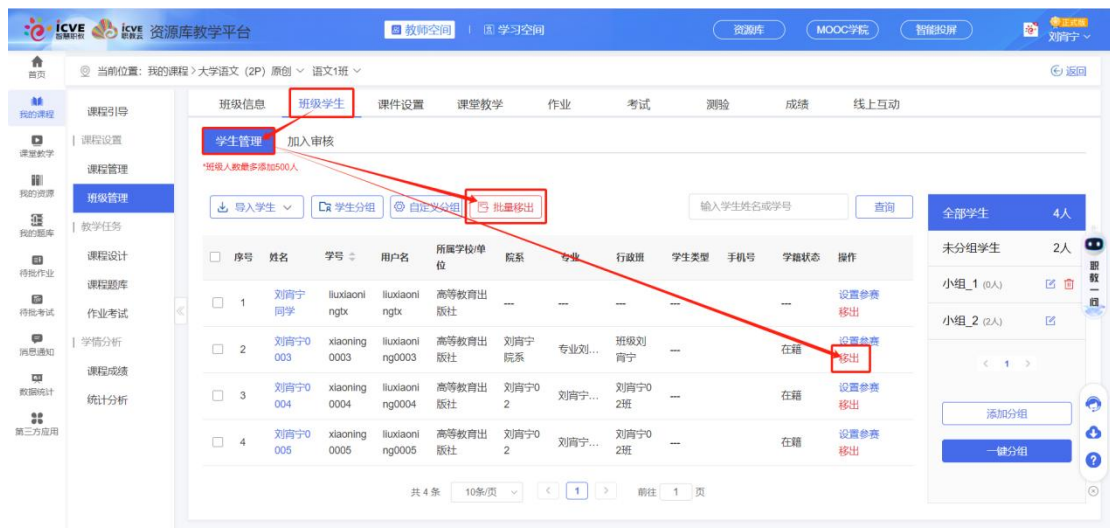 icve 智慧职教 icve 职教云 资源库教学平台 教师空间 学习空间 资源库 MOOC学院 智能投屏 正式版 刘宵宁
首页
当前位置：我的课程>大学语文（2P）原创 语文1班 返回
我的课程
课堂教学
我的资源
我的题库
待批作业
待批考试
消息通知
数据统计
第三方应用
课程引导
课程设置
课程管理
班级管理
教学任务
课程设计
课程题库
作业考试
学情分析
课程成绩
统计分析
班级信息 班级学生 课件设置 课堂教学 作业 考试 测验 成绩 线上互动
学生管理 加入审核
*班级人数最多添加500人
导入学生 学生分组 自定义分组 批量移出 输入学生姓名或学号 查询
序号 姓名 学号 用户名 所属学校/单位 院系 专业 行政班 学生类型 手机号 学籍状态 操作
1 刘宵宁同学 liuxiaoningtx liuxiaoningtx 高等教育出版社 --- --- --- --- --- 设置参赛 移出
2 刘宵宁0003 xiaoning0003 liuxiaoning0003 高等教育出版社 刘宵宁院系 专业刘... 班级刘宵宁 --- 在籍 设置参赛 移出
3 刘宵宁0004 xiaoning0004 liuxiaoning0004 高等教育出版社 刘宵宁02 刘宵宁... 刘宵宁02班 --- 在籍 设置参赛 移出
4 刘宵宁0005 xiaoning0005 liuxiaoning0005 高等教育出版社 刘宵宁02 刘宵宁... 刘宵宁02班 --- 在籍 设置参赛 移出
共 4 条 10条/页 < 1 > 前往 1 页
全部学生 4人
未分组学生 2人
小组_1 (0人)
小组_2 (2人)
< 1 >
添加分组
一键分组
职教一问